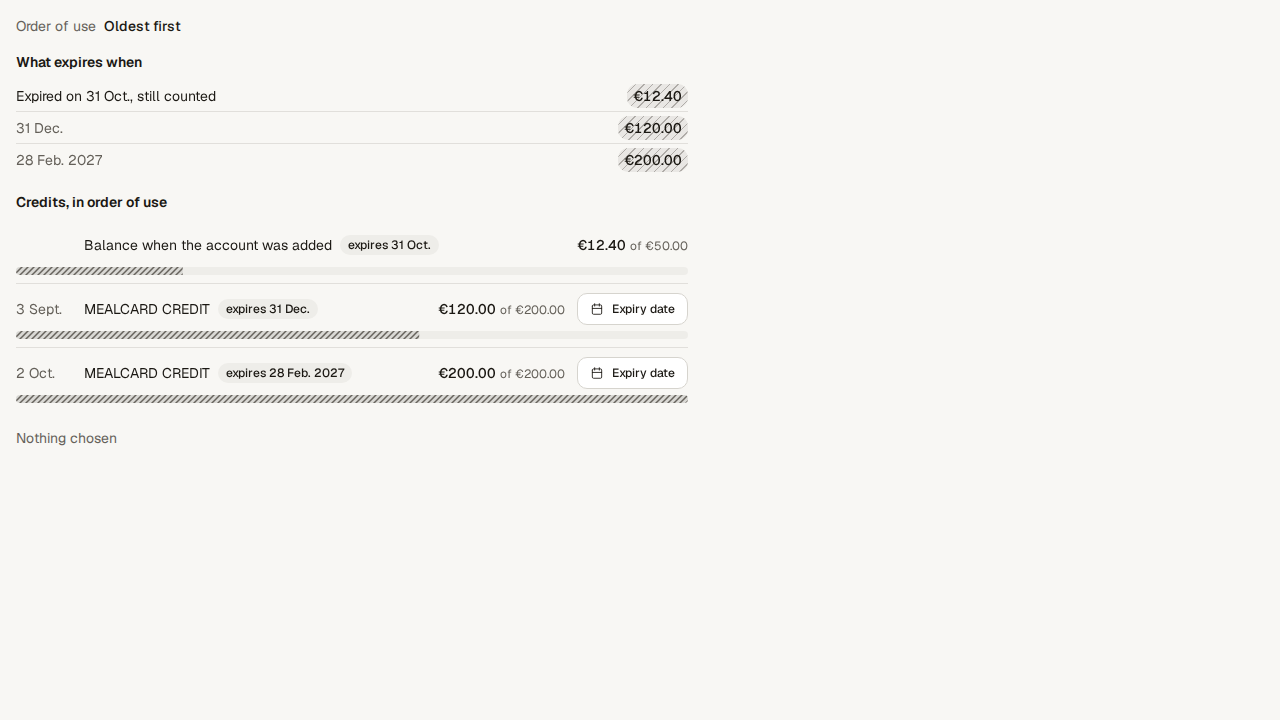 Order of use Oldest first
What expires when
Expired on 31 Oct., still counted €12.40
31 Dec. €120.00
28 Feb. 2027 €200.00
Credits, in order of use
Balance when the account was added expires 31 Oct. €12.40 of €50.00
3 Sept. MEALCARD CREDIT expires 31 Dec. €120.00 of €200.00 Expiry date
2 Oct. MEALCARD CREDIT expires 28 Feb. 2027 €200.00 of €200.00 Expiry date
Nothing chosen